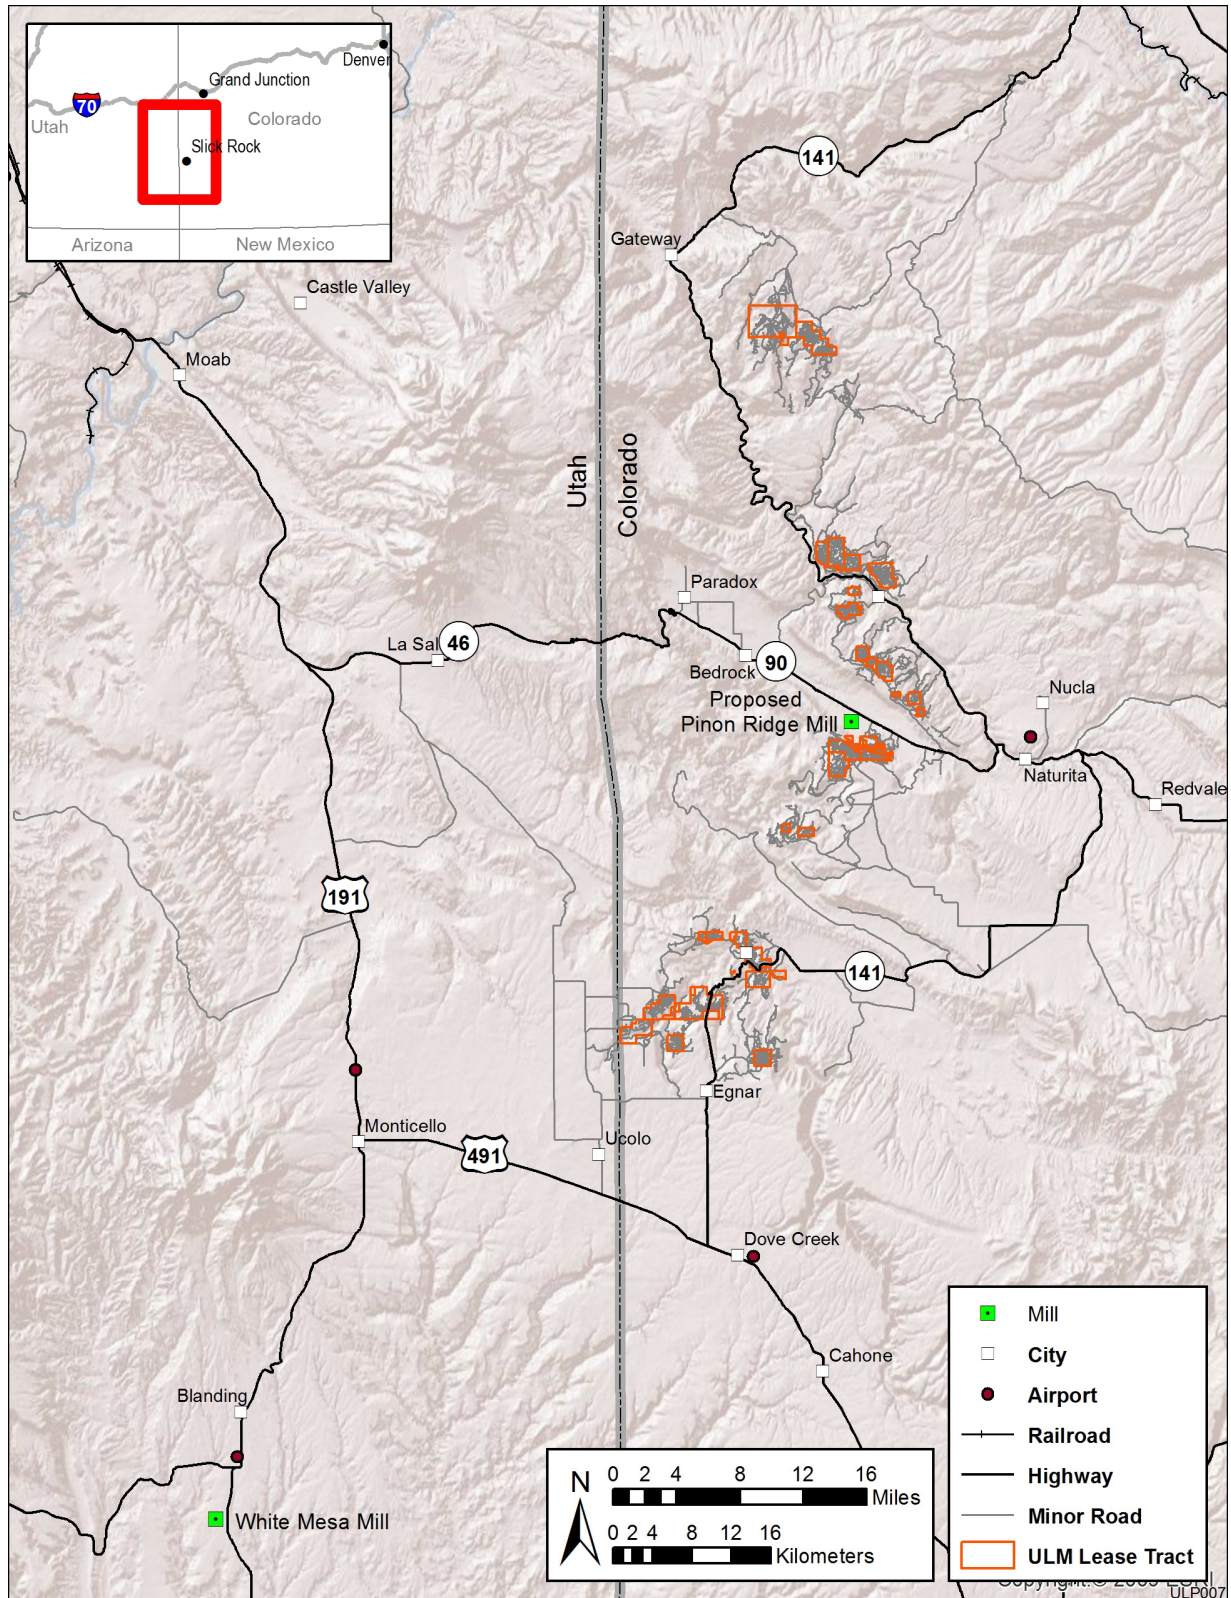 Denver
Grand Junction
70
Utah
Colorado
Slick Rock
Arizona
New Mexico
141
Gateway
Castle Valley
Moab
Utah
Colorado
Paradox
La Sal
46
Bedrock
90
Proposed
Pinon Ridge Mill
Nucla
Naturita
Redvale
191
141
Egnar
Monticello
Ucolo
491
Dove Creek
Cahone
Blanding
White Mesa Mill
N
0 2 4 8 12 16
Miles
0 2 4 8 12 16
Kilometers
Mill
City
Airport
Railroad
Highway
Minor Road
ULM Lease Tract
ULP007